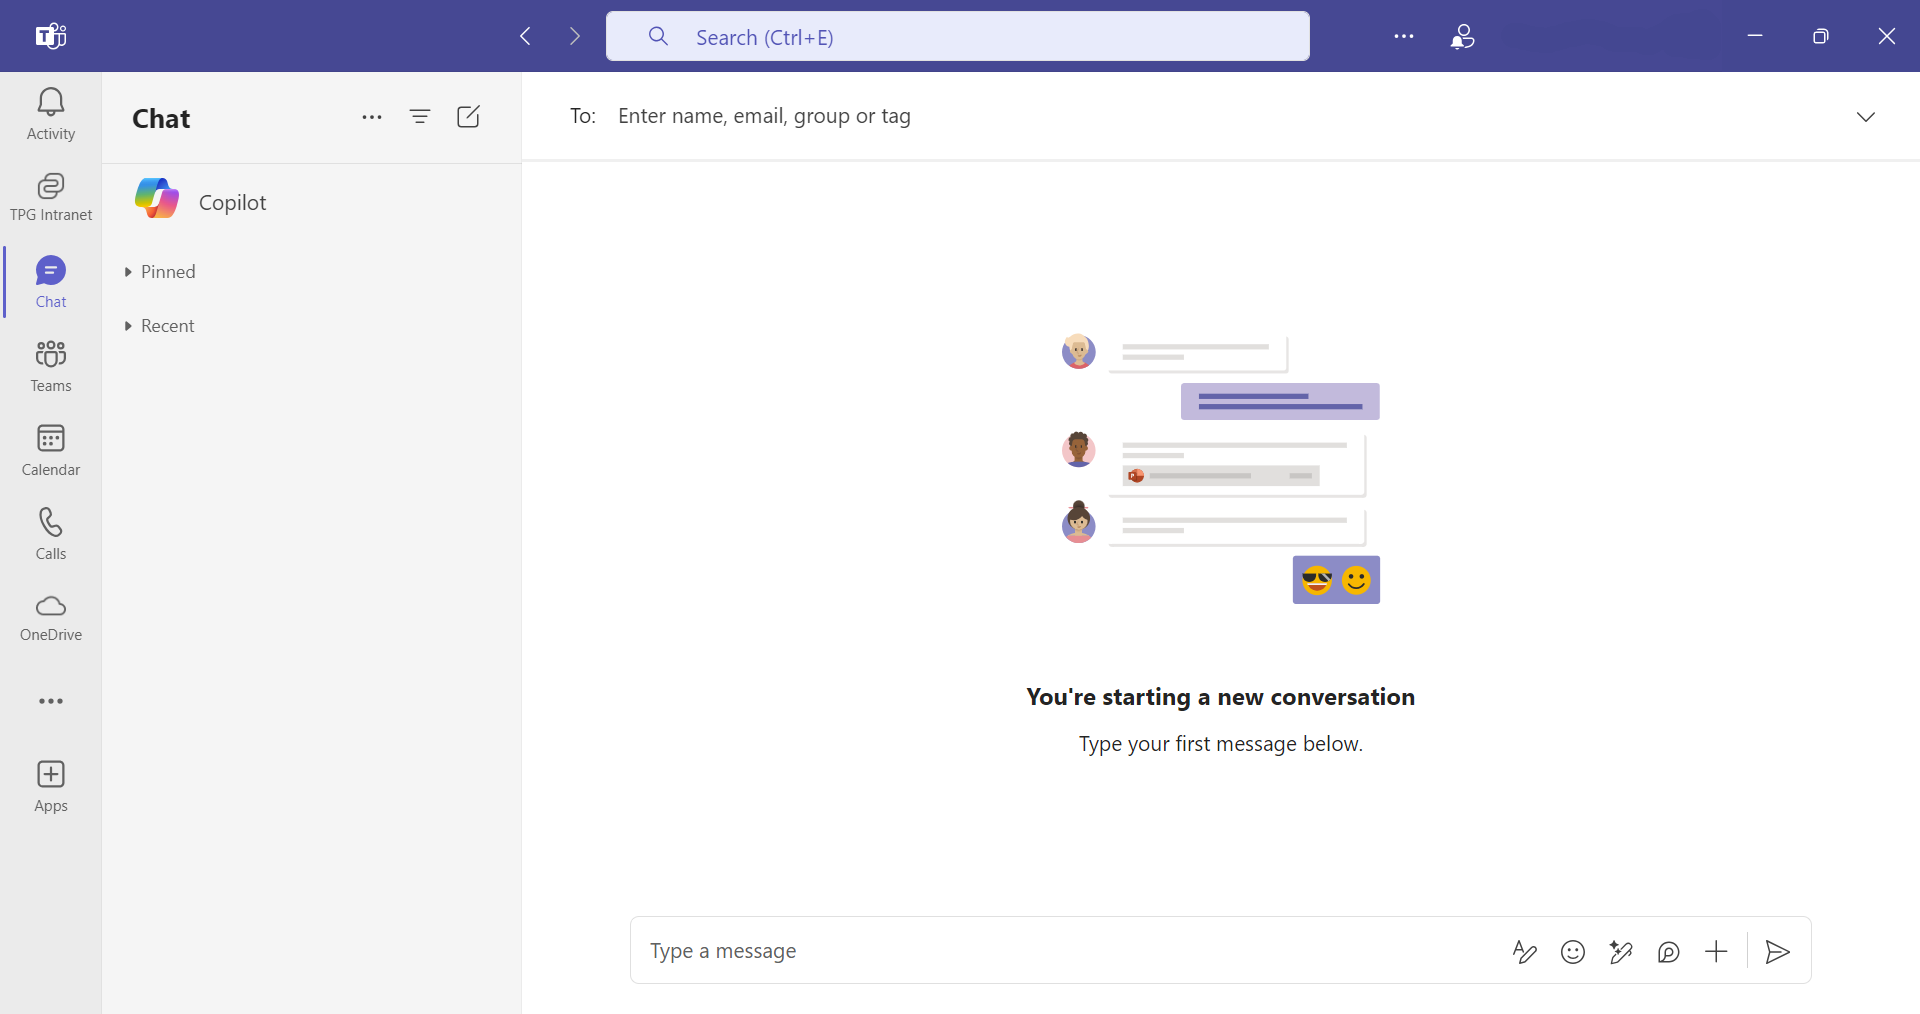 Search (Ctrl+E)
Activity
TPG Intranet
Chat
Teams
Calendar
Calls
OneDrive
Apps
Chat
Copilot
Pinned
Recent
To: Enter name, email, group or tag
You're starting a new conversation
Type your first message below.
Type a message